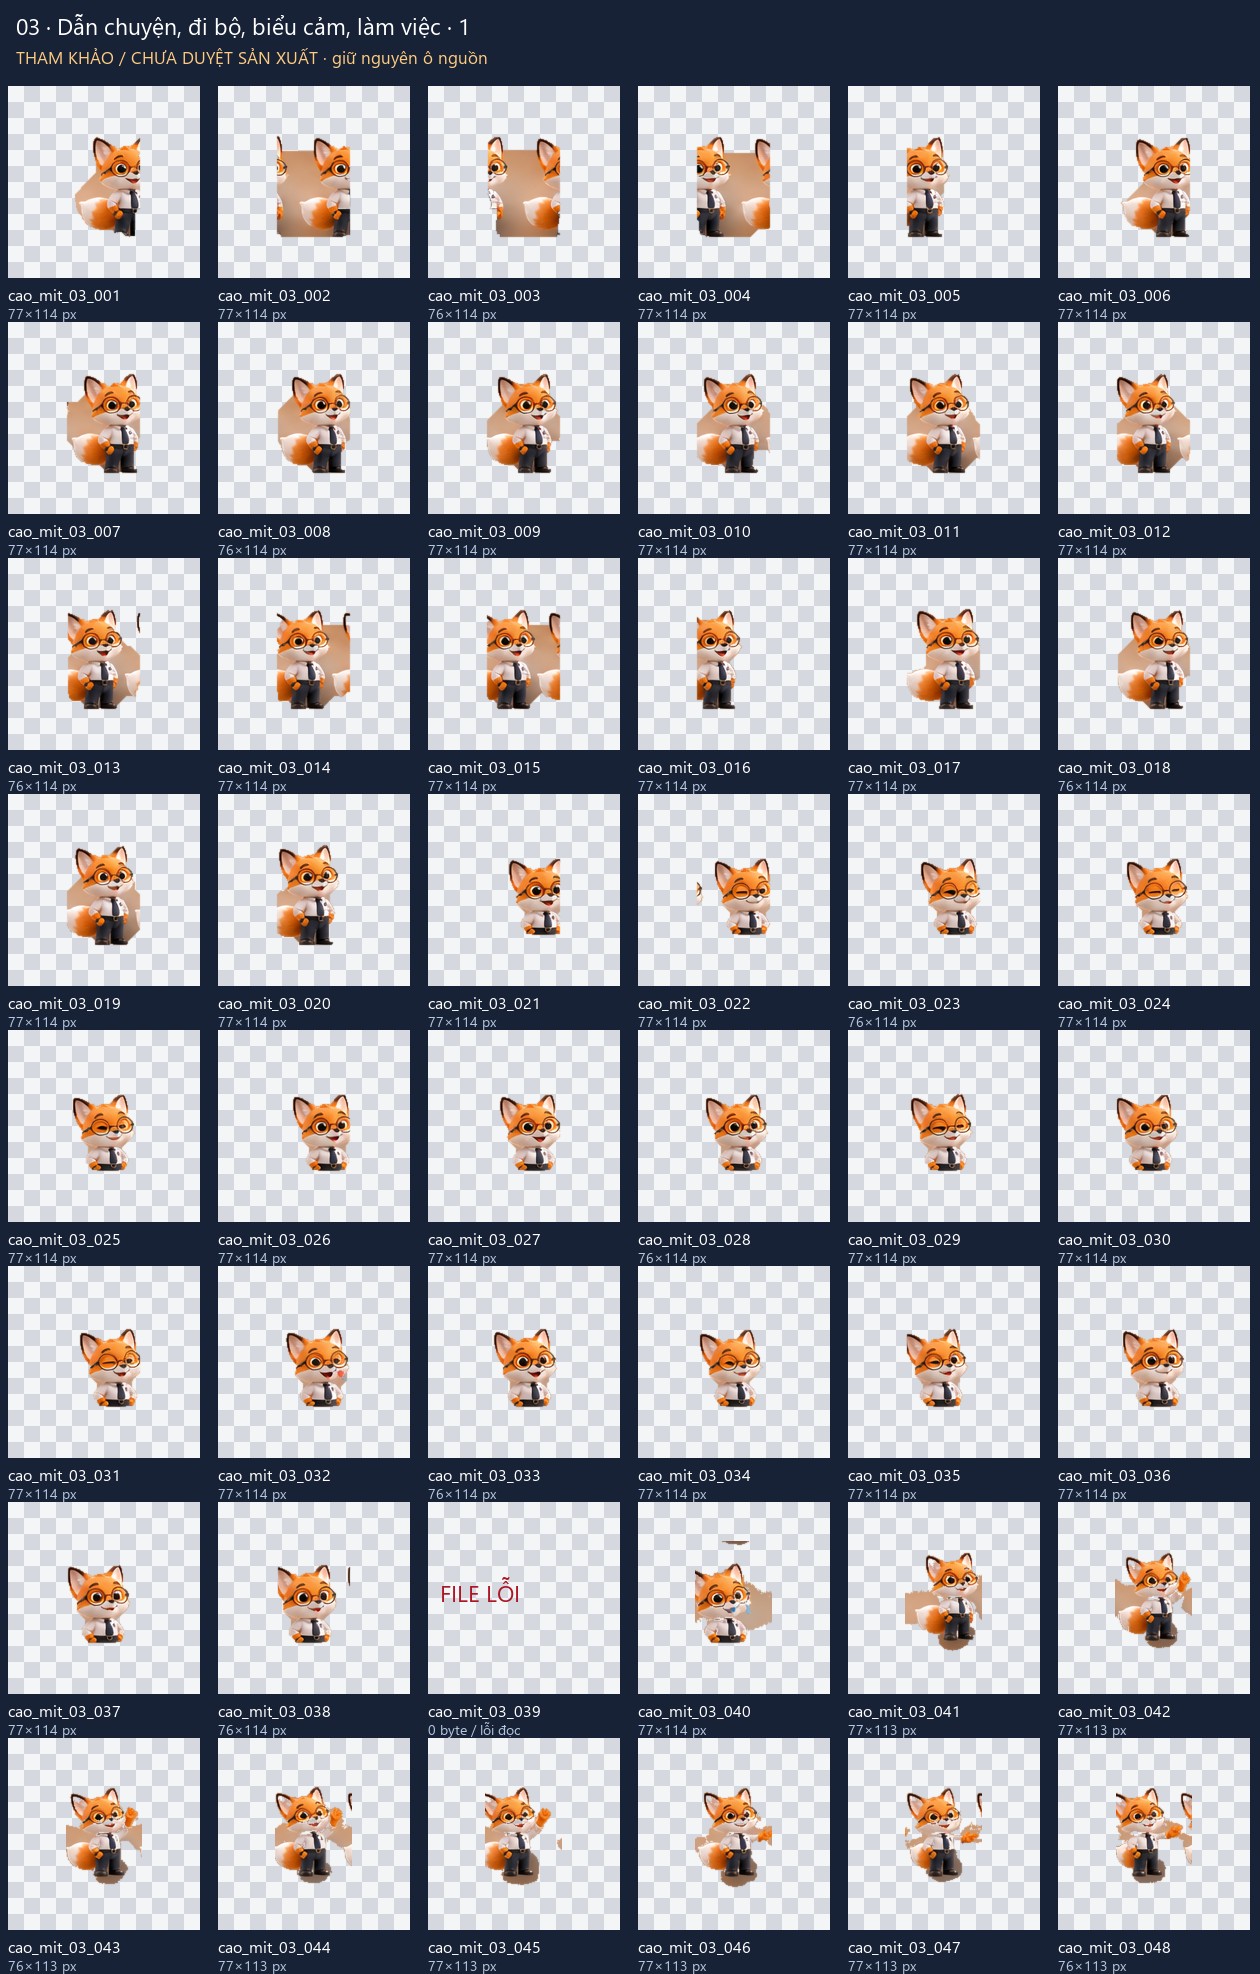 03 · Dẫn chuyện, đi bộ, biểu cảm, làm việc · 1
THAM KHẢO / CHƯA DUYỆT SẢN XUẤT · giữ nguyên ô nguồn
cao_mit_03_001 cao_mit_03_002 cao_mit_03_003 cao_mit_03_004 cao_mit_03_005 cao_mit_03_006
77×114 px 77×114 px 76×114 px 77×114 px 77×114 px 77×114 px
cao_mit_03_007 cao_mit_03_008 cao_mit_03_009 cao_mit_03_010 cao_mit_03_011 cao_mit_03_012
77×114 px 76×114 px 77×114 px 77×114 px 77×114 px 77×114 px
cao_mit_03_013 cao_mit_03_014 cao_mit_03_015 cao_mit_03_016 cao_mit_03_017 cao_mit_03_018
76×114 px 77×114 px 77×114 px 77×114 px 77×114 px 76×114 px
cao_mit_03_019 cao_mit_03_020 cao_mit_03_021 cao_mit_03_022 cao_mit_03_023 cao_mit_03_024
77×114 px 77×114 px 77×114 px 77×114 px 76×114 px 77×114 px
cao_mit_03_025 cao_mit_03_026 cao_mit_03_027 cao_mit_03_028 cao_mit_03_029 cao_mit_03_030
77×114 px 77×114 px 77×114 px 76×114 px 77×114 px 77×114 px
cao_mit_03_031 cao_mit_03_032 cao_mit_03_033 cao_mit_03_034 cao_mit_03_035 cao_mit_03_036
77×114 px 77×114 px 76×114 px 77×114 px 77×114 px 77×114 px
FILE LỖI
cao_mit_03_037 cao_mit_03_038 cao_mit_03_039 cao_mit_03_040 cao_mit_03_041 cao_mit_03_042
77×114 px 76×114 px 0 byte / lỗi đọc 77×114 px 77×113 px 77×113 px
cao_mit_03_043 cao_mit_03_044 cao_mit_03_045 cao_mit_03_046 cao_mit_03_047 cao_mit_03_048
76×113 px 77×113 px 77×113 px 77×113 px 77×113 px 76×113 px